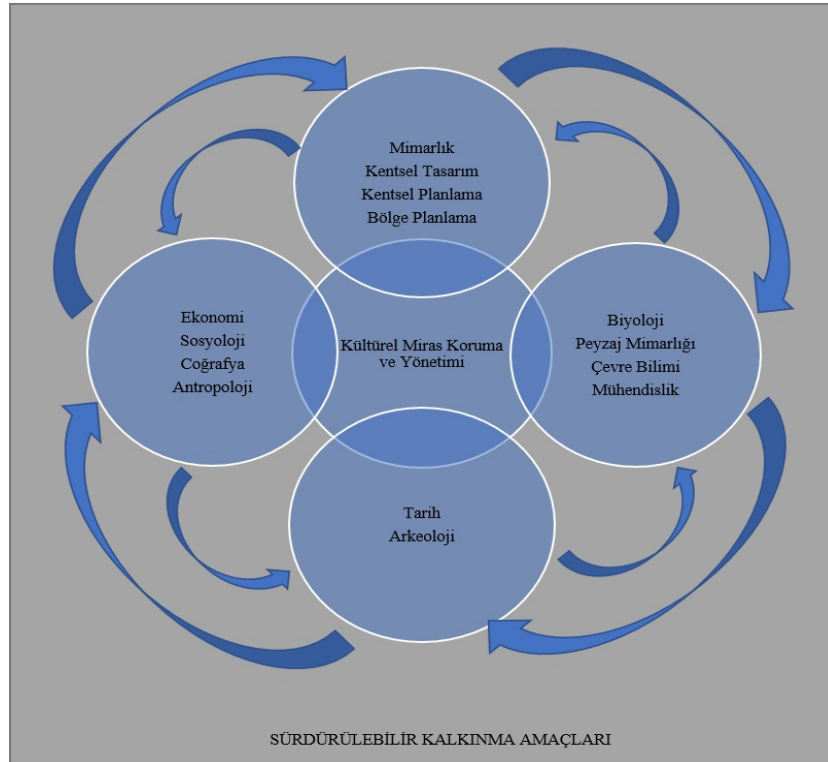 Mimarlık
Kentsel Tasarım
Kentsel Planlama
Bölge Planlama
Ekonomi
Sosyoloji
Coğrafya
Antropoloji
Kültürel Miras Koruma
ve Yönetimi
Biyoloji
Peyzaj Mimarlığı
Çevre Bilimi
Mühendislik
Tarih
Arkeoloji
SÜRDÜRÜLEBİLİR KALKINMA AMAÇLARI